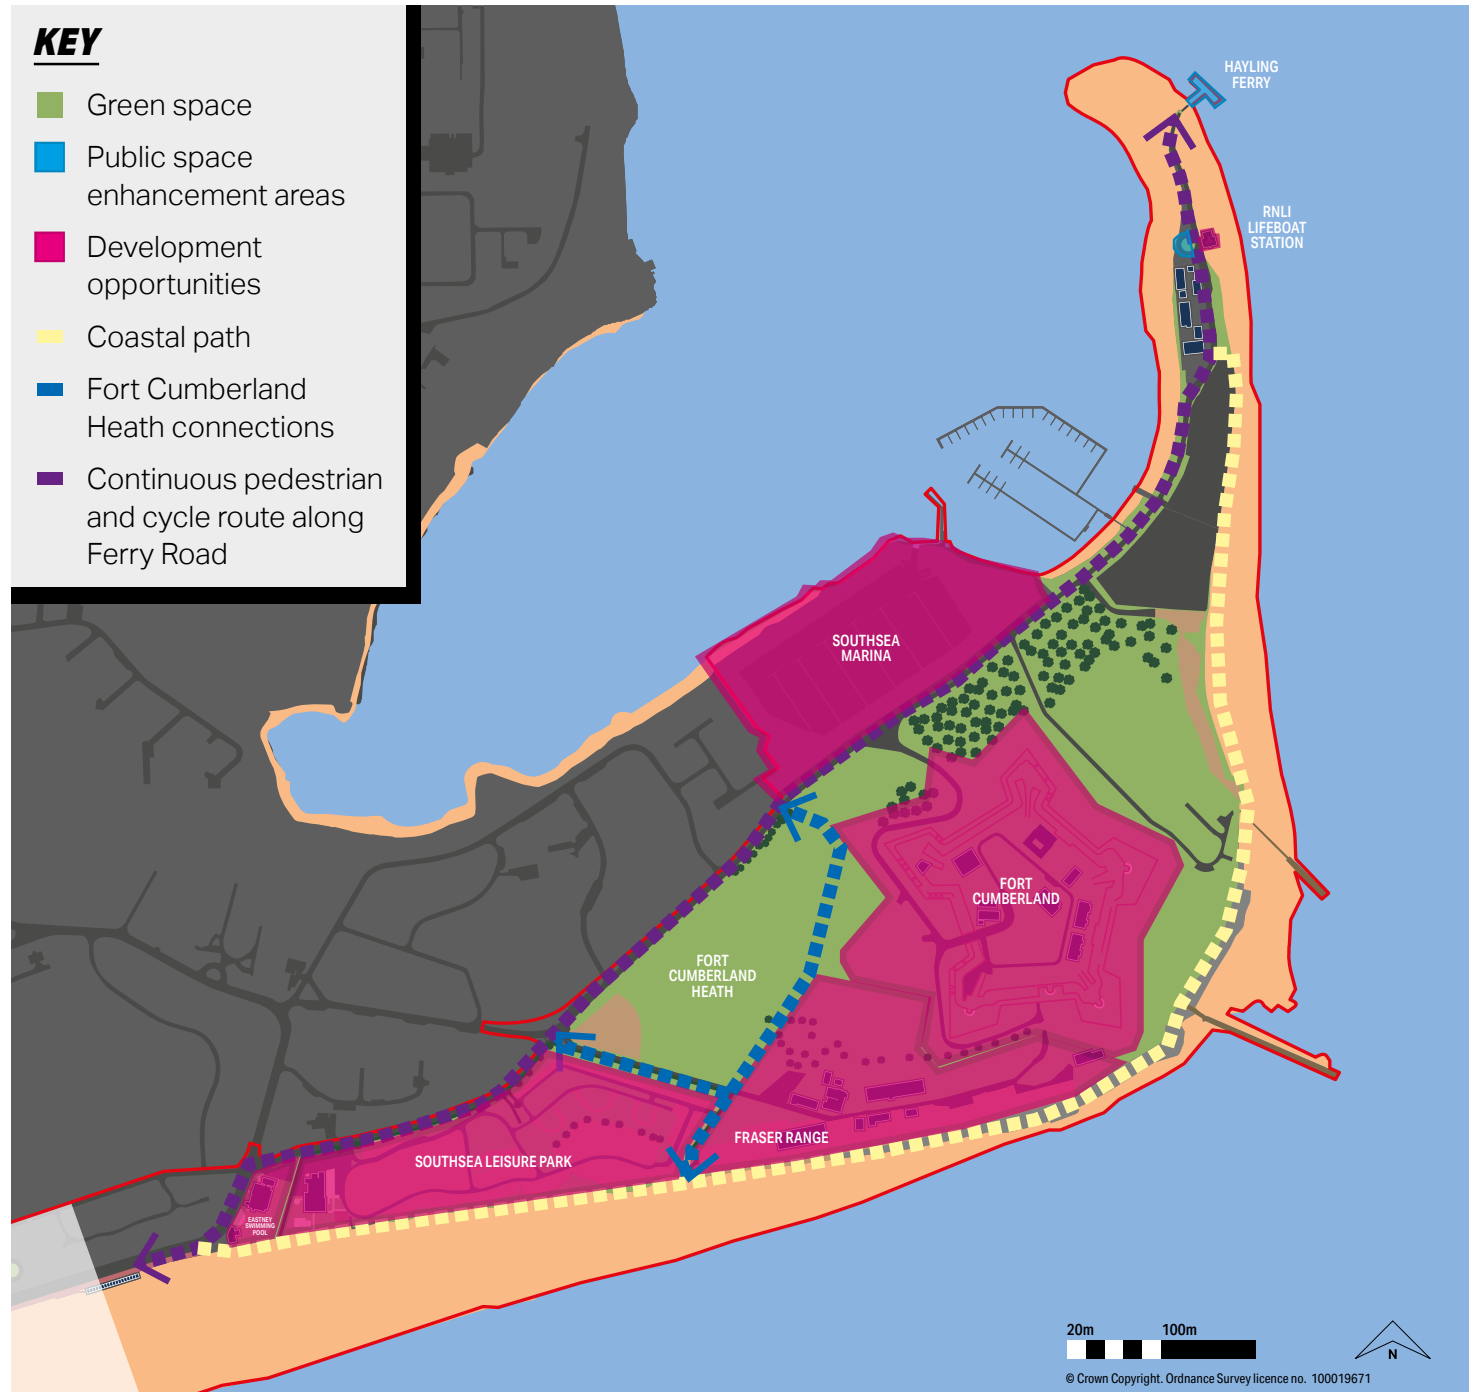 KEY
Green space
Public space
enhancement areas
Development
opportunities
Coastal path
Fort Cumberland
Heath connections
Continuous pedestrian
and cycle route along
Ferry Road
HAYLING
FERRY
RNLI
LIFEBOAT
STATION
SOUTHSEA
MARINA
FORT
CUMBERLAND
FORT
CUMBERLAND
HEATH
FRASER RANGE
SOUTHSEA LEISURE PARK
EASTNEY
SWIMMING
POOL
20m 100m
N
© Crown Copyright. Ordnance Survey licence no. 100019671